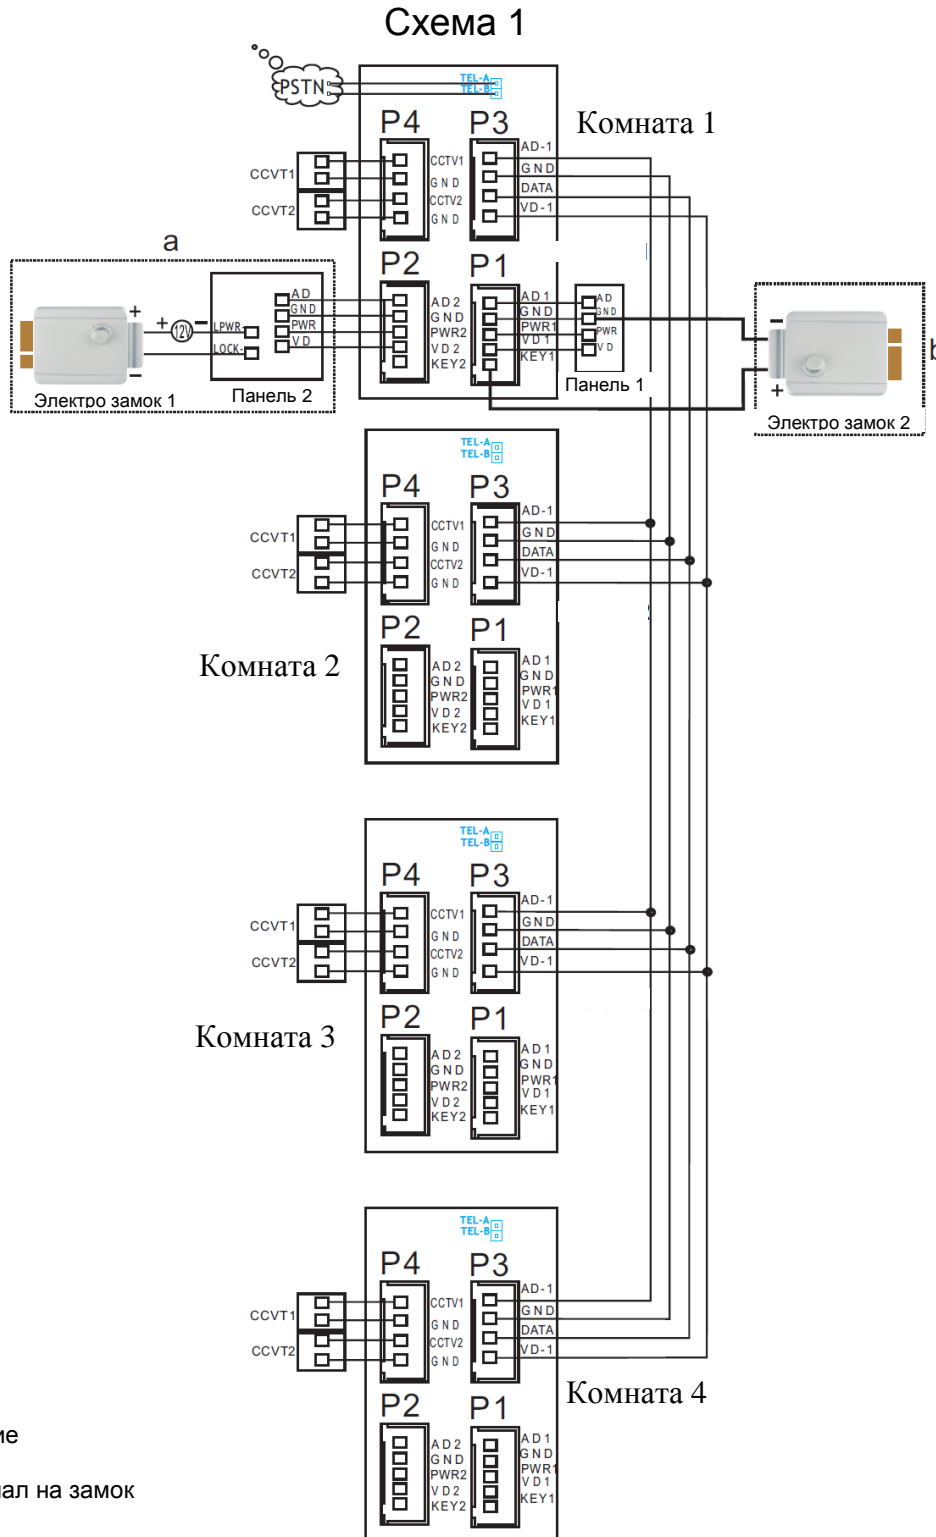 Схема 1
PSTN
TEL-A
TEL-B
Комната 1
P4
P3
AD-1
GND
DATA
VD-1
CCTV1
GND
CCTV2
GND
CCVT1
CCVT2
a
P2
P1
AD
GND
PWR
VD
LPWR-
LOCK-
+
12V
−
+
−
AD2
GND
PWR2
VD2
KEY2
AD1
GND
PWR1
VD1
KEY1
AD
GND
PWR
VD
−
+
b
Электро замок 1
Панель 2
Панель 1
Электро замок 2
TEL-A
TEL-B
P4
P3
AD-1
GND
DATA
VD-1
CCTV1
GND
CCTV2
GND
CCVT1
CCVT2
P2
P1
Комната 2
AD2
GND
PWR2
VD2
KEY2
AD1
GND
PWR1
VD1
KEY1
TEL-A
TEL-B
P4
P3
AD-1
GND
DATA
VD-1
CCTV1
GND
CCTV2
GND
CCVT1
CCVT2
P2
P1
Комната 3
AD2
GND
PWR2
VD2
KEY2
AD1
GND
PWR1
VD1
KEY1
TEL-A
TEL-B
P4
P3
AD-1
GND
DATA
VD-1
CCTV1
GND
CCTV2
GND
CCVT1
CCVT2
Комната 4
P2
P1
AD2
GND
PWR2
VD2
KEY2
AD1
GND
PWR1
VD1
KEY1
ие
ал на замок